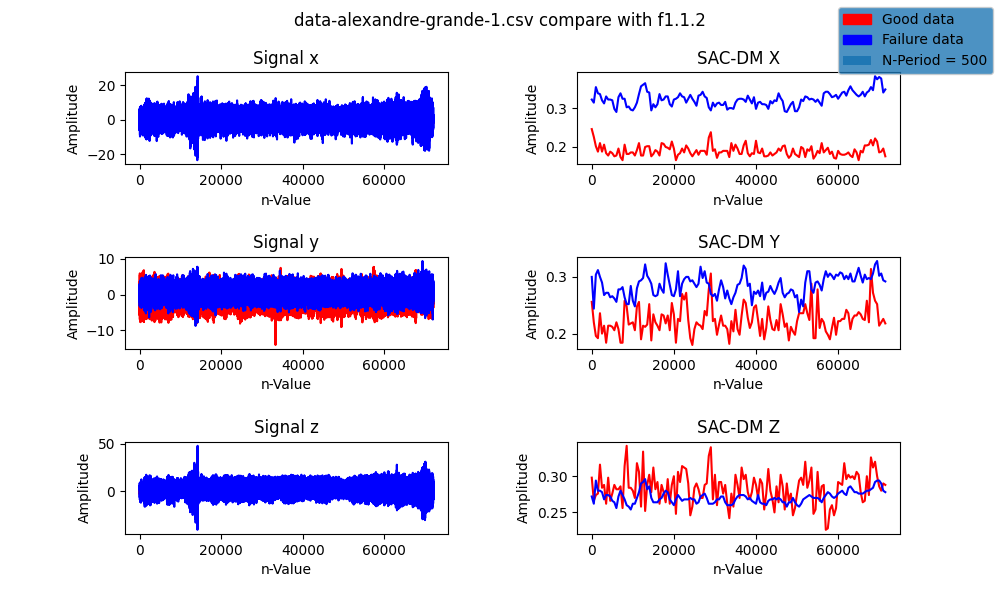 data-alexandre-grande-1.csv compare with f1.1.2
Good data
Failure data
N-Period = 500
Signal x
Amplitude
20
0
−20
0 20000 40000 60000
n-Value
SAC-DM X
Amplitude
0.3
0.2
0 20000 40000 60000
n-Value
Signal y
Amplitude
10
0
−10
0 20000 40000 60000
n-Value
SAC-DM Y
Amplitude
0.3
0.2
0 20000 40000 60000
n-Value
Signal z
Amplitude
50
0
0 20000 40000 60000
n-Value
SAC-DM Z
Amplitude
0.30
0.25
0 20000 40000 60000
n-Value